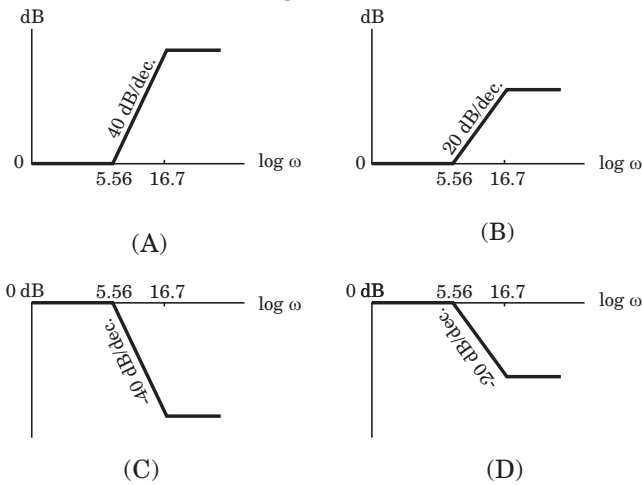 dB
40 dB/dec.
0
5.56 16.7
log ω
(A)
dB
20 dB/dec.
0
5.56 16.7
log ω
(B)
0 dB
5.56 16.7
log ω
-40 dB/dec.
(C)
0 dB
5.56 16.7
log ω
-20 dB/dec.
(D)